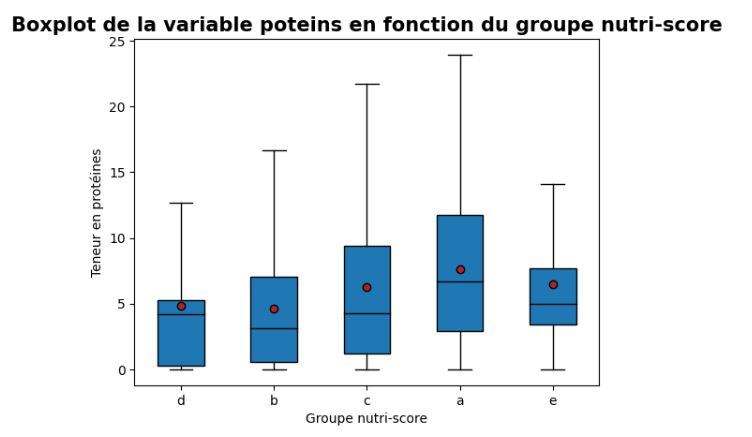 Boxplot de la variable poteins en fonction du groupe nutri-score
25
20
15
10
5
0
Teneur en protéines
d b c a e
Groupe nutri-score